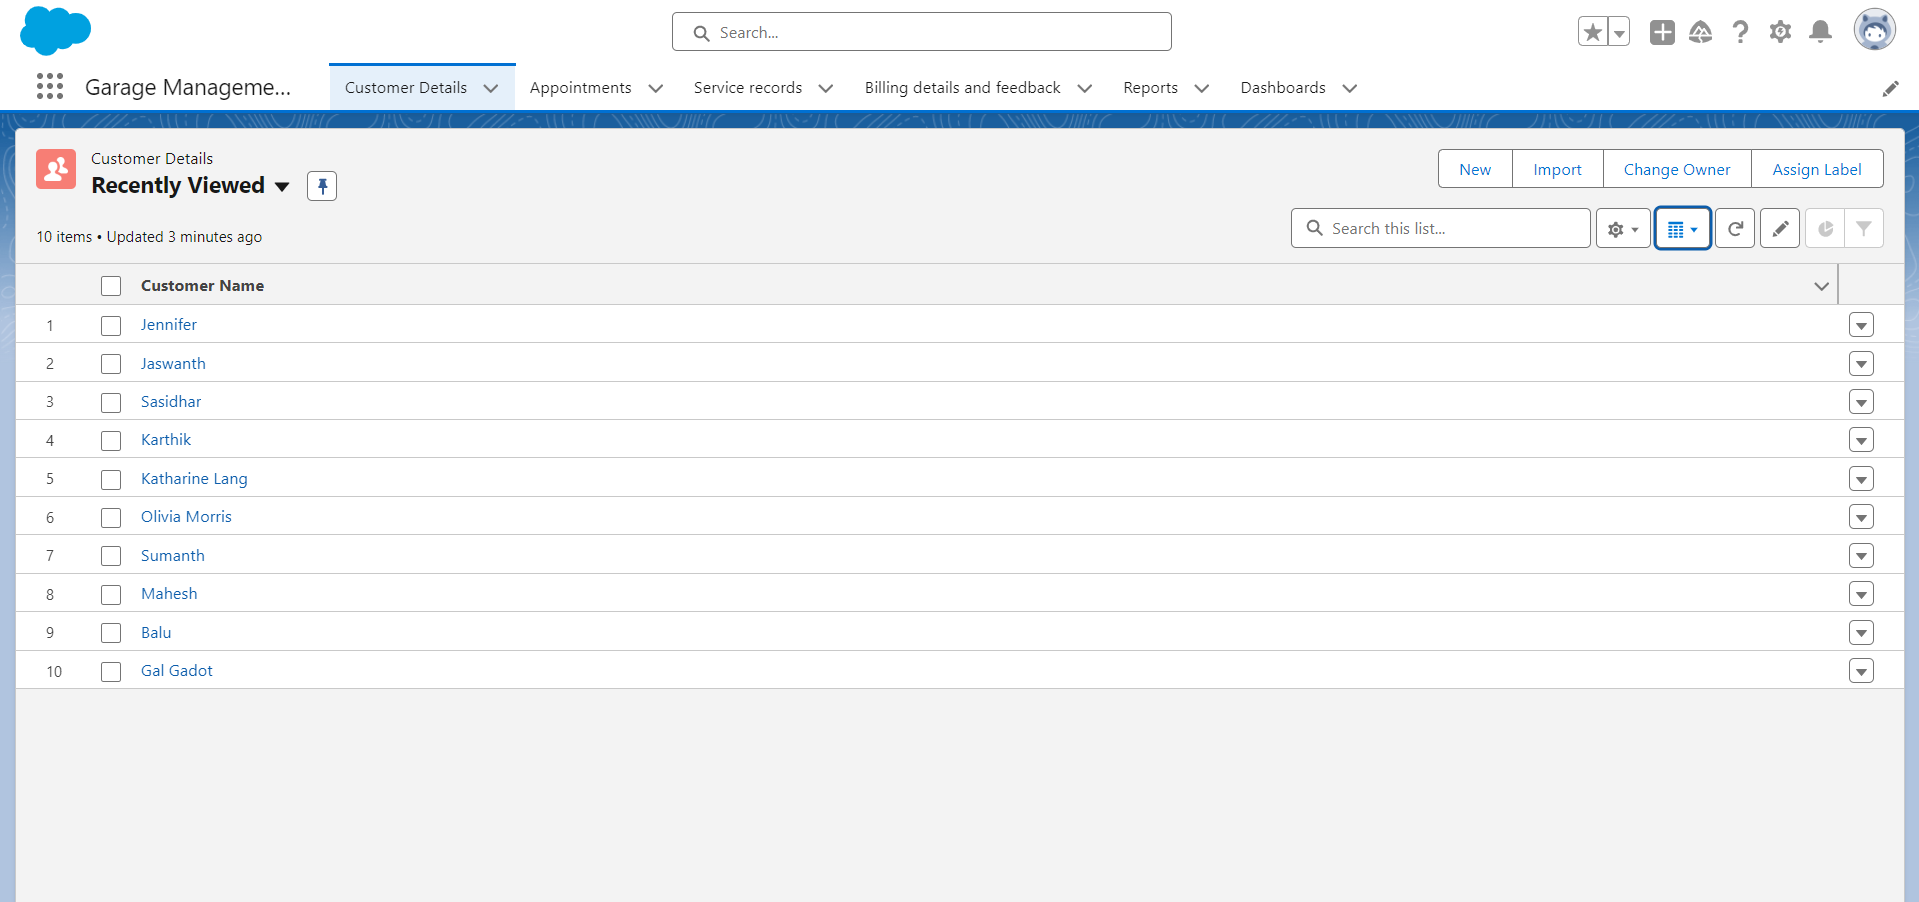 Search...
Garage Manageme...
Customer Details
Appointments
Service records
Billing details and feedback
Reports
Dashboards
Customer Details
Recently Viewed
New
Import
Change Owner
Assign Label
10 items • Updated 3 minutes ago
Search this list...
Customer Name
1 Jennifer
2 Jaswanth
3 Sasidhar
4 Karthik
5 Katharine Lang
6 Olivia Morris
7 Sumanth
8 Mahesh
9 Balu
10 Gal Gadot